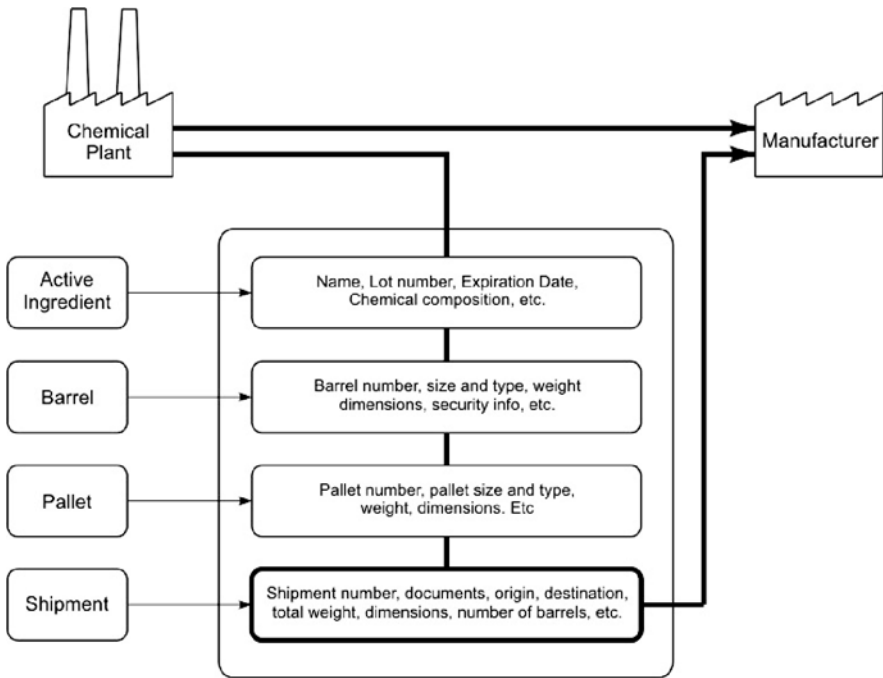 Chemical
Plant
Manufacturer
Active
Ingredient
Name, Lot number, Expiration Date,
Chemical composition, etc.
Barrel
Barrel number, size and type, weight
dimensions, security info, etc.
Pallet
Pallet number, pallet size and type,
weight, dimensions. Etc
Shipment
Shipment number, documents, origin, destination,
total weight, dimensions, number of barrels, etc.